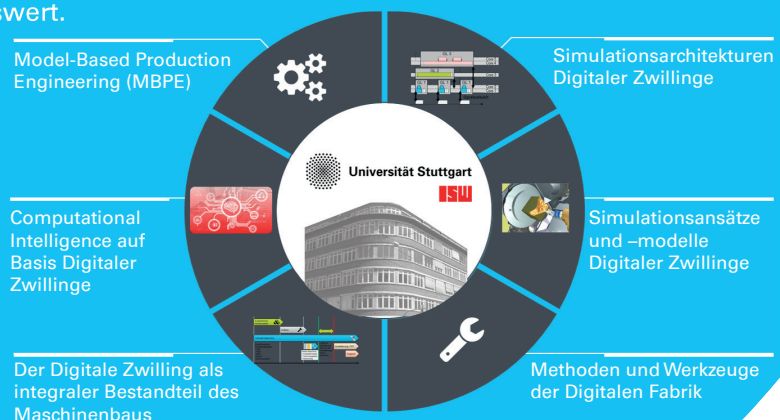 swert.
Model-Based Production
Engineering (MBPE)
Simulationsarchitekturen
Digitaler Zwillinge
Universität Stuttgart
ISW
Computational
Intelligence auf
Basis Digitaler
Zwillinge
Simulationsansätze
und –modelle
Digitaler Zwillinge
Der Digitale Zwilling als
integraler Bestandteil des
Maschinenbaus
Methoden und Werkzeuge
der Digitalen Fabrik